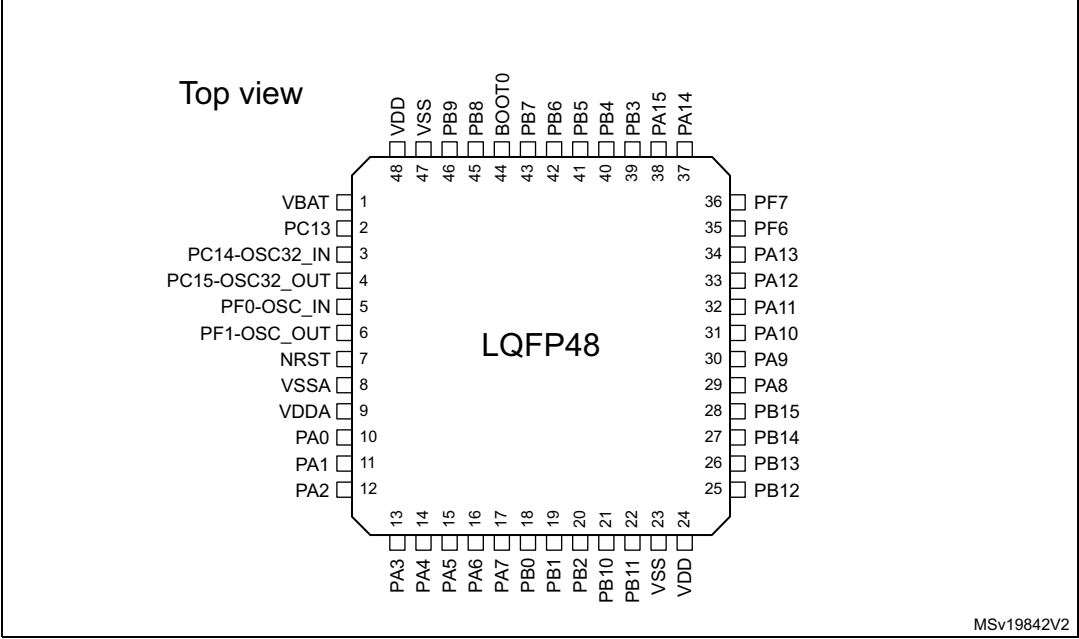 Top view
VDD
VSS
PB9
PB8
BOOT0
PB7
PB6
PB5
PB4
PB3
PA15
PA14
48
47
46
45
44
43
42
41
40
39
38
37
VBAT 1
PC13 2
PC14-OSC32_IN 3
PC15-OSC32_OUT 4
PF0-OSC_IN 5
PF1-OSC_OUT 6
NRST 7
VSSA 8
VDDA 9
PA0 10
PA1 11
PA2 12
LQFP48
36 PF7
35 PF6
34 PA13
33 PA12
32 PA11
31 PA10
30 PA9
29 PA8
28 PB15
27 PB14
26 PB13
25 PB12
13
14
15
16
17
18
19
20
21
22
23
24
PA3
PA4
PA5
PA6
PA7
PB0
PB1
PB2
PB10
PB11
VSS
VDD
MSv19842V2